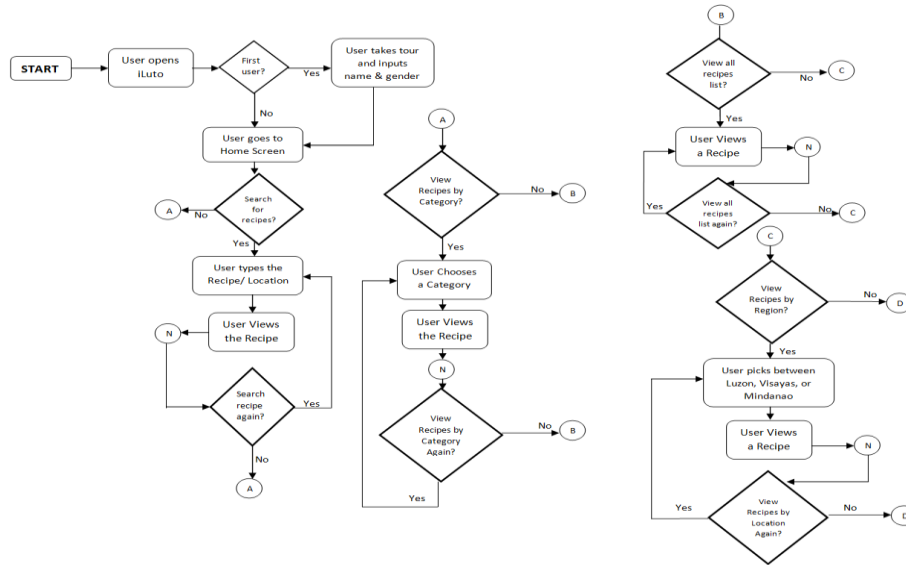 START
User opens
iLuto
First
user?
Yes
User takes tour
and inputs
name & gender
No
User goes to
Home Screen
Search
for
recipes?
No
A
Yes
User types the
Recipe/ Location
User Views
the Recipe
N
Search
recipe
again?
Yes
No
A
A
View
Recipes by
Category?
No
B
Yes
User Chooses
a Category
User Views
the Recipe
N
View
Recipes by
Category
Again?
No
B
Yes
B
View all
recipes
list?
No
C
Yes
User Views
a Recipe
N
View all
recipes
list again?
Yes
No
C
C
View
Recipes by
Region?
No
D
Yes
User picks between
Luzon, Visayas, or
Mindanao
User Views
a Recipe
N
View
Recipes by
Location
Again?
Yes
No
D